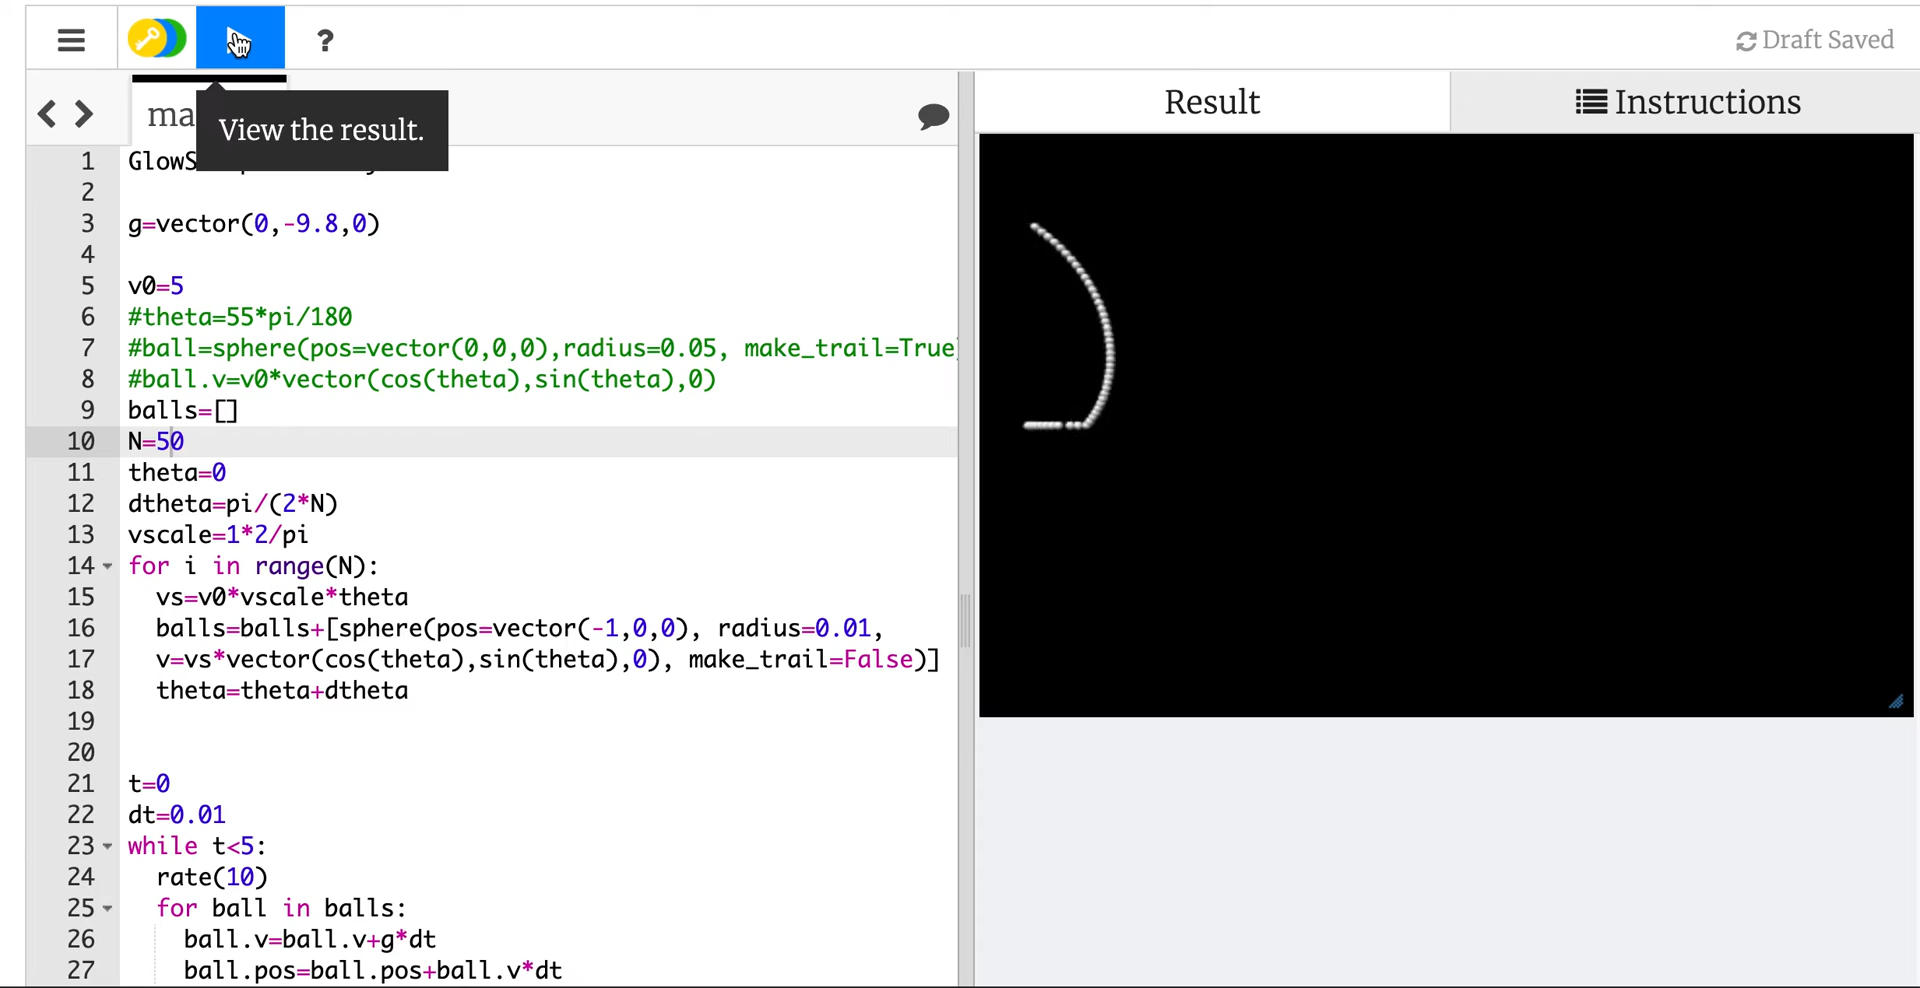 ?
Draft Saved
ma
View the result.
Result
Instructions
1 GlowS
2
3 g=vector(0,-9.8,0)
4
5 v0=5
6 #theta=55*pi/180
7 #ball=sphere(pos=vector(0,0,0),radius=0.05, make_trail=True)
8 #ball.v=v0*vector(cos(theta),sin(theta),0)
9 balls=[]
10 N=50
11 theta=0
12 dtheta=pi/(2*N)
13 vscale=1*2/pi
14 for i in range(N):
15 vs=v0*vscale*theta
16 balls=balls+[sphere(pos=vector(-1,0,0), radius=0.01,
17 v=vs*vector(cos(theta),sin(theta),0), make_trail=False)]
18 theta=theta+dtheta
19
20
21 t=0
22 dt=0.01
23 while t<5:
24 rate(10)
25 for ball in balls:
26 ball.v=ball.v+g*dt
27 ball.pos=ball.pos+ball.v*dt